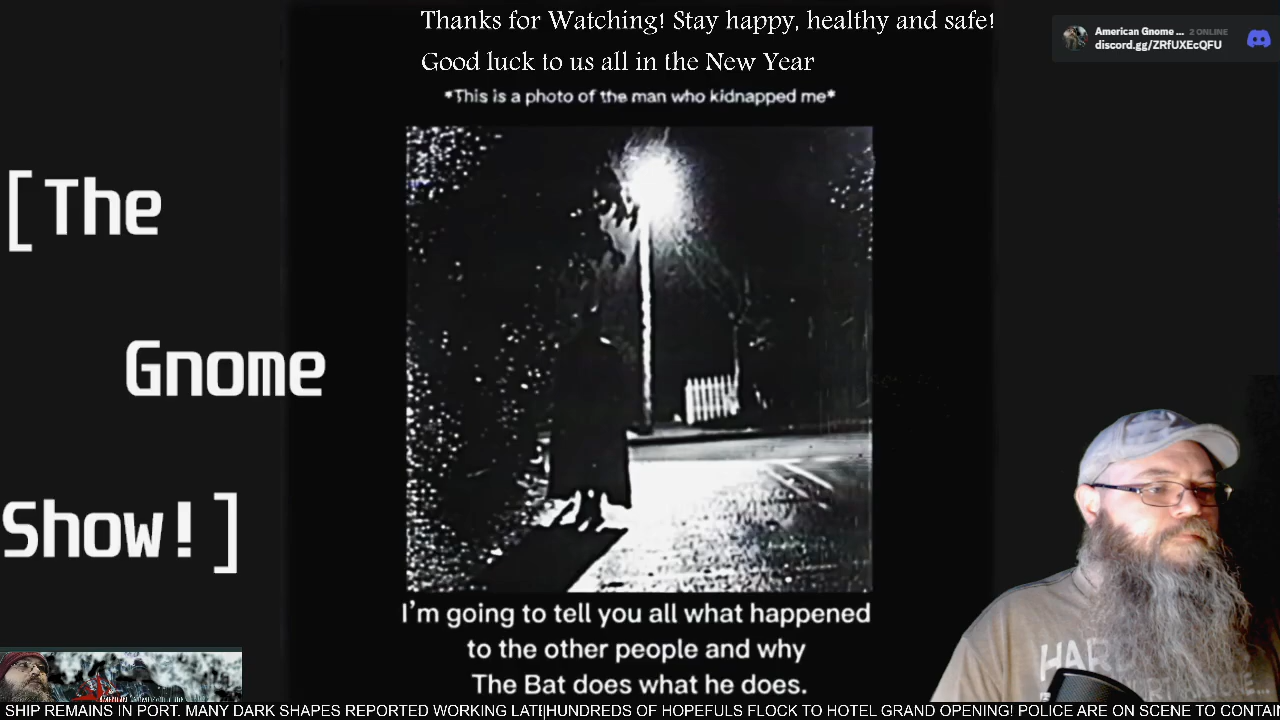 Thanks for Watching! Stay happy, healthy and safe!
Good luck to us all in the New Year
*This is a photo of the man who kidnapped me*
American Gnome ... 2 ONLINE
discord.gg/ZRfUXEcQFU
[The
Gnome
Show!]
I'm going to tell you all what happened
to the other people and why
The Bat does what he does.
SHIP REMAINS IN PORT. MANY DARK SHAPES REPORTED WORKING LATE
HUNDREDS OF HOPEFULS FLOCK TO HOTEL GRAND OPENING! POLICE ARE ON SCENE TO CONTAIN